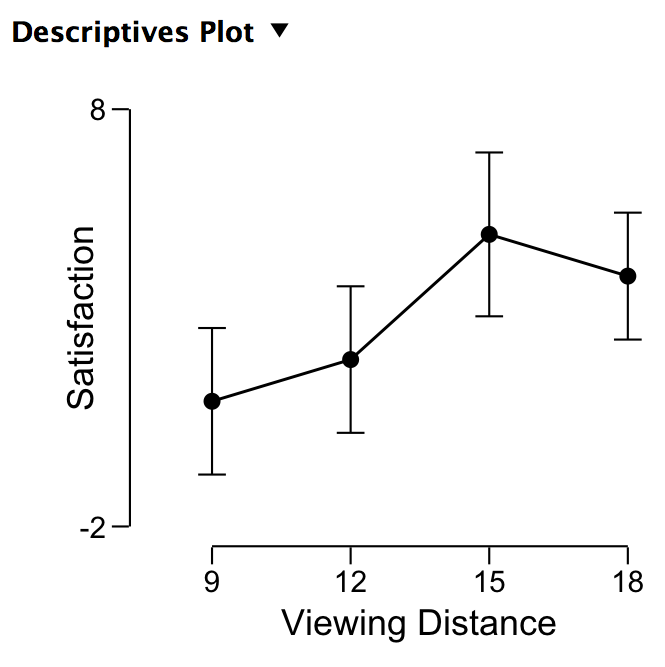 Descriptives Plot ▼
8
Satisfaction
-2
9 12 15 18
Viewing Distance